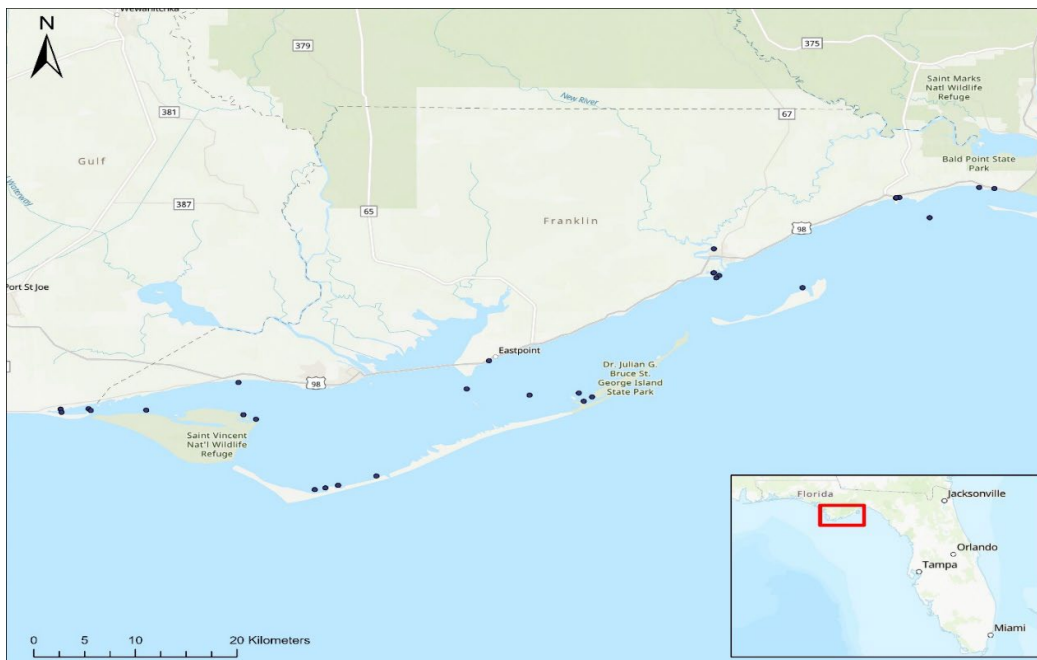 Wewahitchka
N
379
375
Saint Marks
Natl Wildlife
Refuge
New River
381
67
Gulf
Bald Point State
Park
387
65
Franklin
98
Port St Joe
Eastpoint
Dr. Julian G.
Bruce St.
George Island
State Park
98
Saint Vincent
Nat'l Wildlife
Refuge
Florida
Jacksonville
Orlando
Tampa
Miami
0 5 10 20 Kilometers